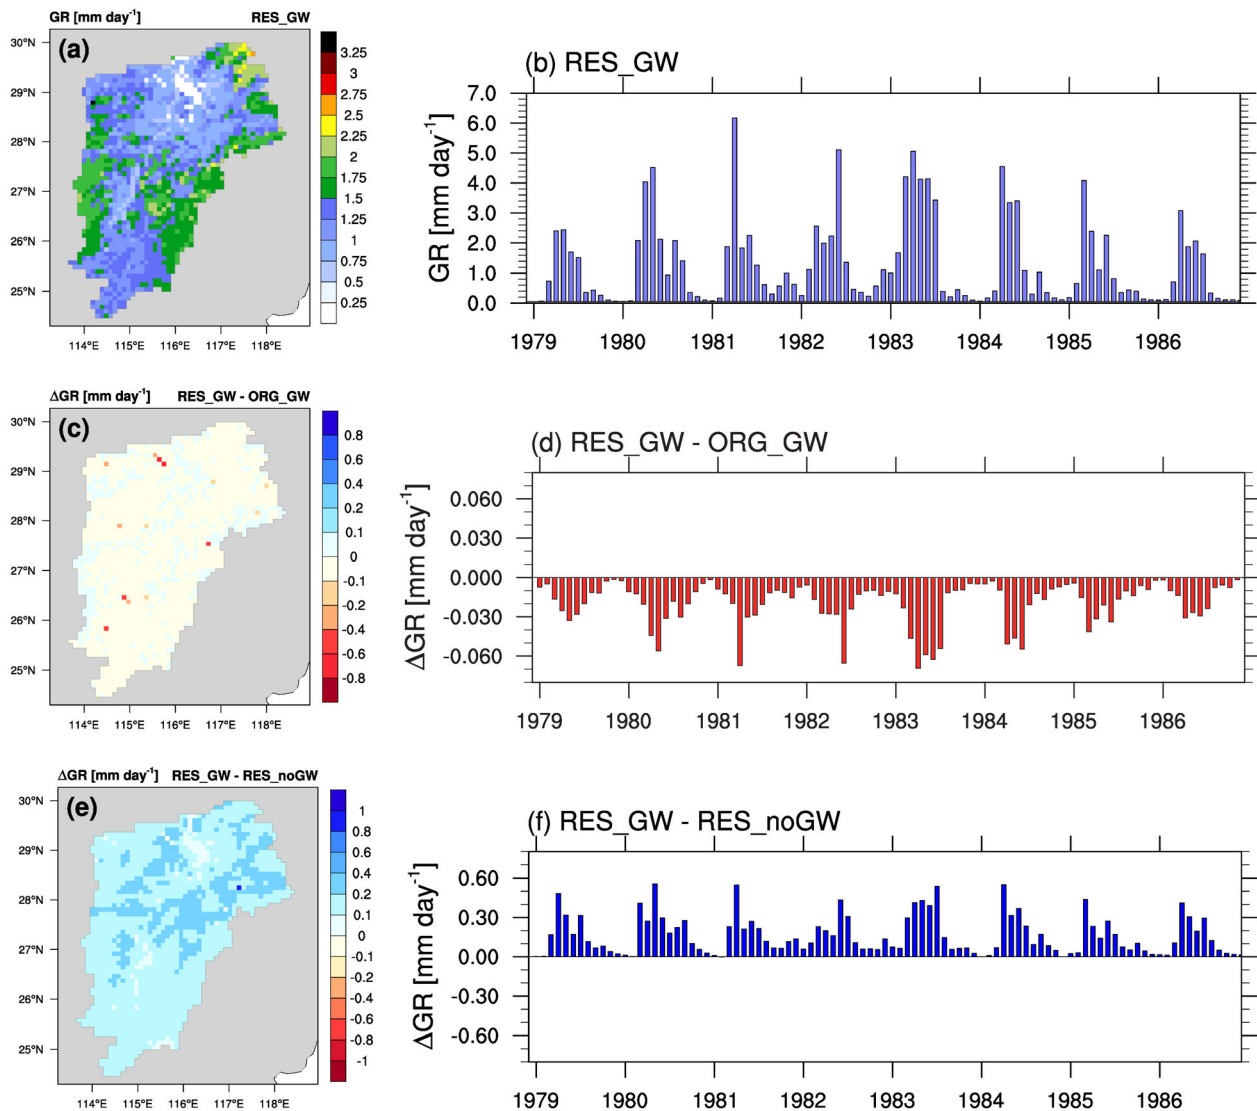 GR [mm day⁻¹] RES_GW
(a)
30°N
29°N
28°N
27°N
26°N
25°N
114°E 115°E 116°E 117°E 118°E
3.25
3
2.75
2.5
2.25
2
1.75
1.5
1.25
1
0.75
0.5
0.25
(b) RES_GW
GR [mm day⁻¹]
7.0
6.0
5.0
4.0
3.0
2.0
1.0
0.0
1979 1980 1981 1982 1983 1984 1985 1986
ΔGR [mm day⁻¹] RES_GW - ORG_GW
(c)
30°N
29°N
28°N
27°N
26°N
25°N
114°E 115°E 116°E 117°E 118°E
0.8
0.6
0.4
0.2
0.1
0
-0.1
-0.2
-0.4
-0.6
-0.8
(d) RES_GW - ORG_GW
ΔGR [mm day⁻¹]
0.060
0.030
0.000
-0.030
-0.060
1979 1980 1981 1982 1983 1984 1985 1986
ΔGR [mm day⁻¹] RES_GW - RES_noGW
(e)
30°N
29°N
28°N
27°N
26°N
25°N
114°E 115°E 116°E 117°E 118°E
1
0.8
0.6
0.4
0.2
0.1
0
-0.1
-0.2
-0.4
-0.6
-0.8
-1
(f) RES_GW - RES_noGW
ΔGR [mm day⁻¹]
0.60
0.30
0.00
-0.30
-0.60
1979 1980 1981 1982 1983 1984 1985 1986